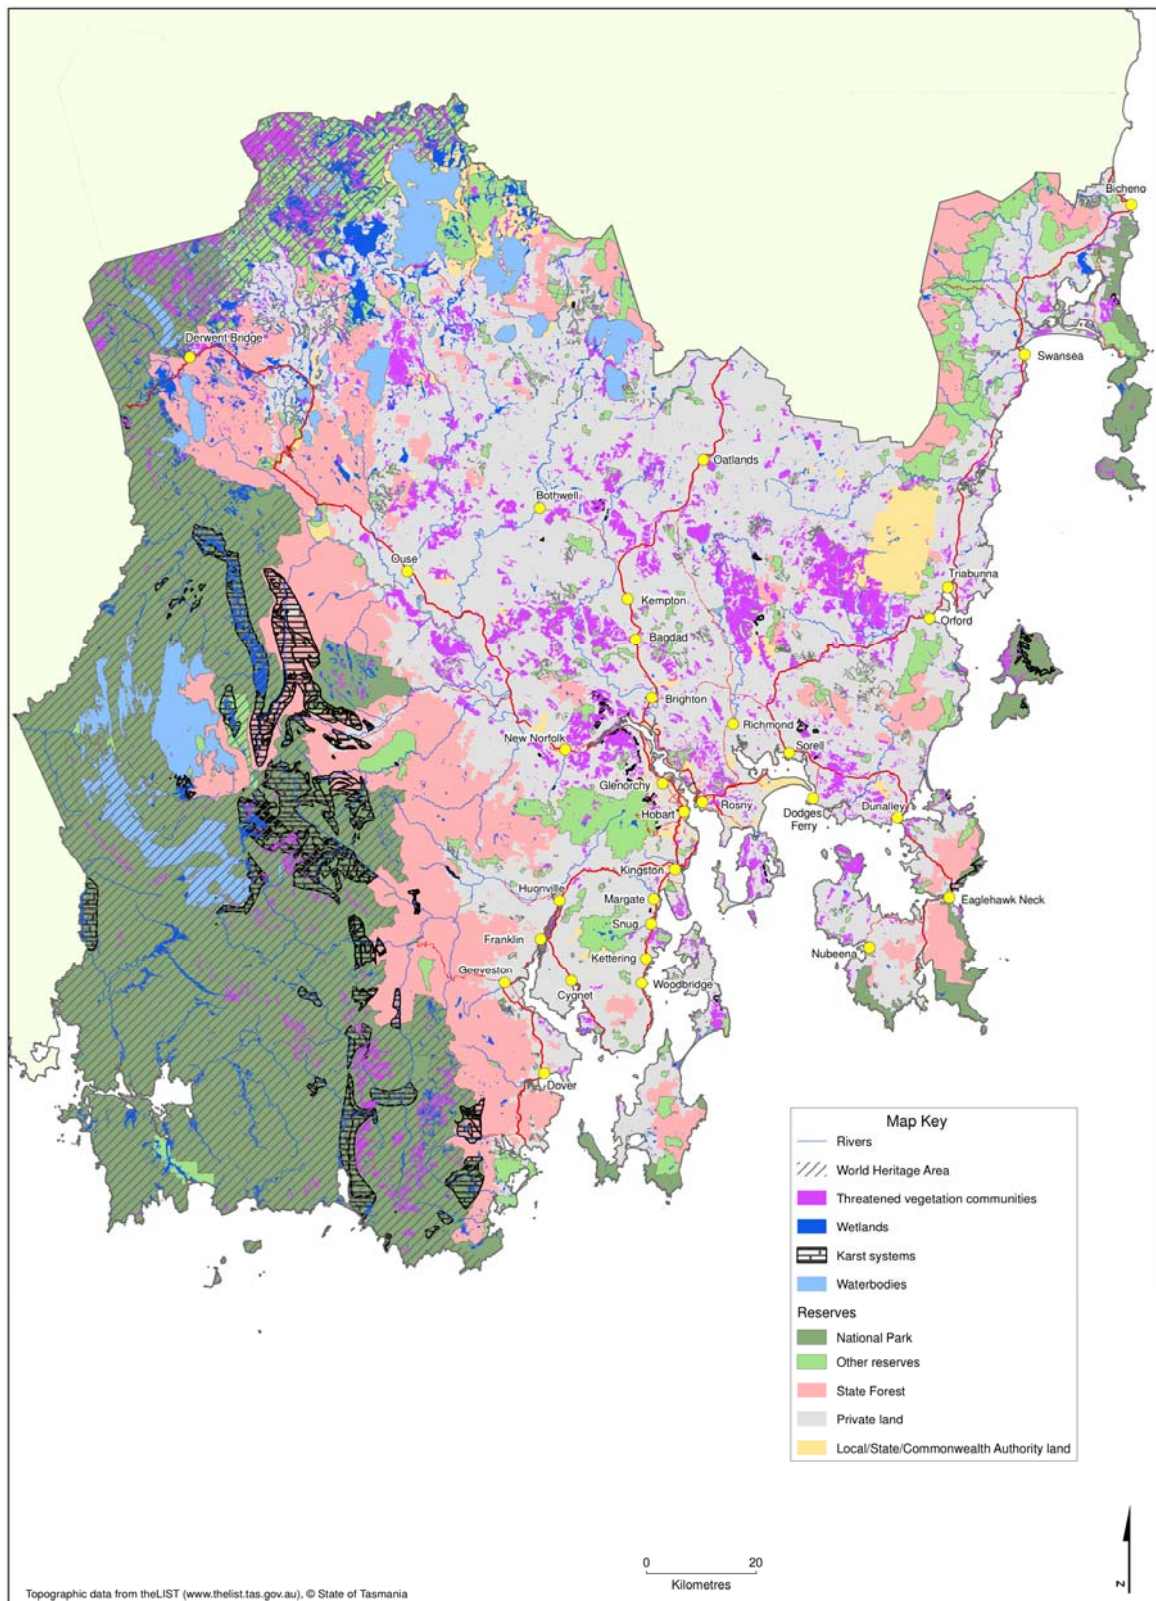 Bicheno
Derwent Bridge
Swansea
Oatlands
Bothwell
Ouse
Triabunna
Kempton
Orford
Bagdad
Brighton
Richmond
New Norfolk
Sorell
Glenorchy
Rosny
Dodges
Ferry
Dunalley
Hobart
Kingston
Huonville
Margate
Eaglehawk Neck
Snug
Franklin
Nubeena
Kettering
Geeveston
Cygnet
Woodbridge
Dover
Map Key
Rivers
World Heritage Area
Threatened vegetation communities
Wetlands
Karst systems
Waterbodies
Reserves
National Park
Other reserves
State Forest
Private land
Local/State/Commonwealth Authority land
0 20
Kilometres
N
Topographic data from theLIST (www.thelist.tas.gov.au), © State of Tasmania